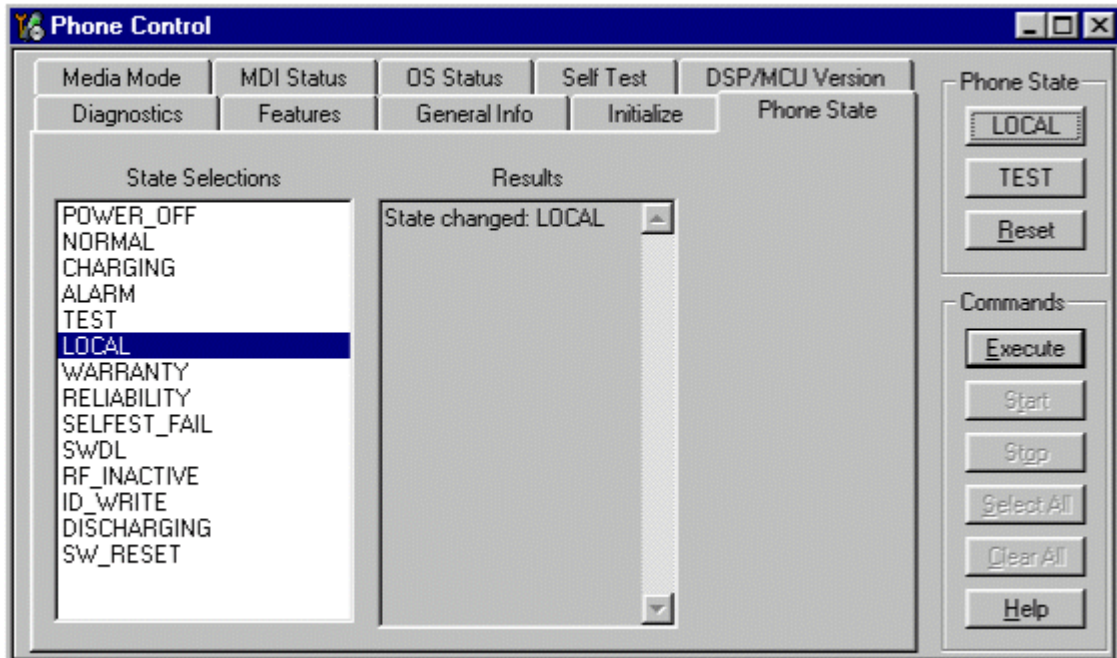 Phone Control
Media Mode
MDI Status
OS Status
Self Test
DSP/MCU Version
Diagnostics
Features
General Info
Initialize
Phone State
State Selections
POWER_OFF
NORMAL
CHARGING
ALARM
TEST
LOCAL
WARRANTY
RELIABILITY
SELFEST_FAIL
SWDL
RF_INACTIVE
ID_WRITE
DISCHARGING
SW_RESET
Results
State changed: LOCAL
Phone State
LOCAL
TEST
Reset
Commands
Execute
Start
Stop
Select All
Clear All
Help